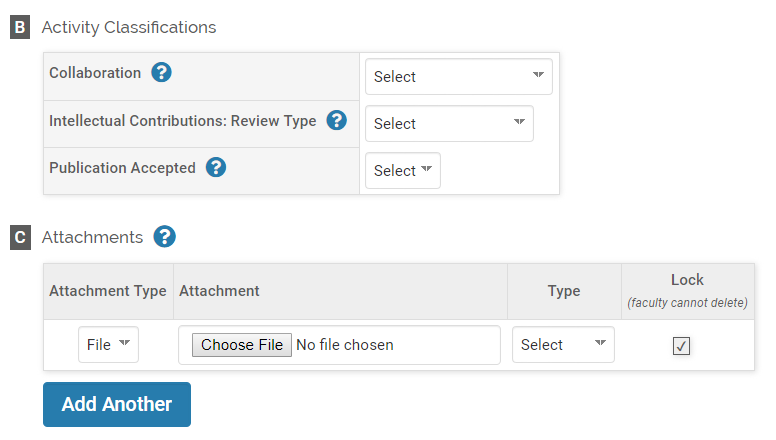 B Activity Classifications
Collaboration ? Select
Intellectual Contributions: Review Type ? Select
Publication Accepted ? Select
C Attachments ?
Attachment Type Attachment Type Lock
(faculty cannot delete)
File Choose File No file chosen Select
Add Another